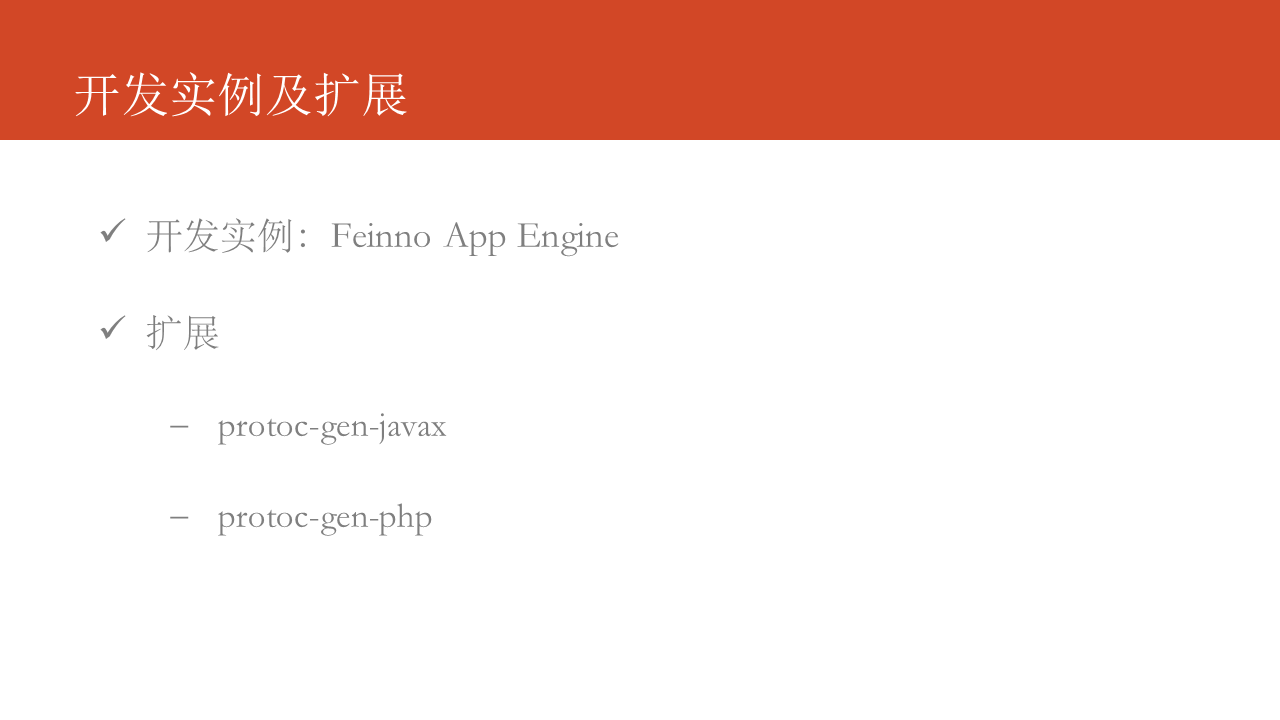 开发实例及扩展
✓ 开发实例：Feinno App Engine
✓ 扩展
– protoc-gen-javax
– protoc-gen-php